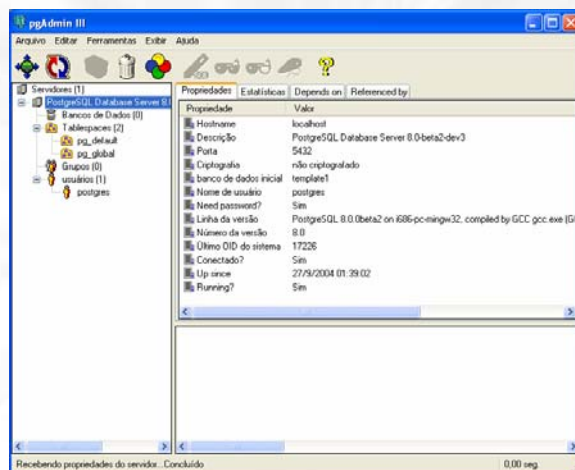 pgAdmin III
Arquivo Editar Ferramentas Exibir Ajuda
Servidores (1)
PostgreSQL Database Server 8.0
Bancos de Dados (0)
Tablespaces (2)
pg_default
pg_global
Grupos (0)
usuários (1)
postgres
Propriedades Estatísticas Depends on Referenced by
Propriedade Valor
Hostname localhost
Descrição PostgreSQL Database Server 8.0-beta2-dev3
Porta 5432
Criptografia não criptografado
banco de dados inicial template1
Nome de usuário postgres
Need password? Sim
Linha da versão PostgreSQL 8.0.0beta2 on i686-pc-mingw32, compiled by GCC gcc.exe (G
Número da versão 8.0
Último OID do sistema 17226
Conectado? Sim
Up since 27/9/2004 01:39:02
Running? Sim
Recebendo propriedades do servidor...Concluído 0,00 seg.